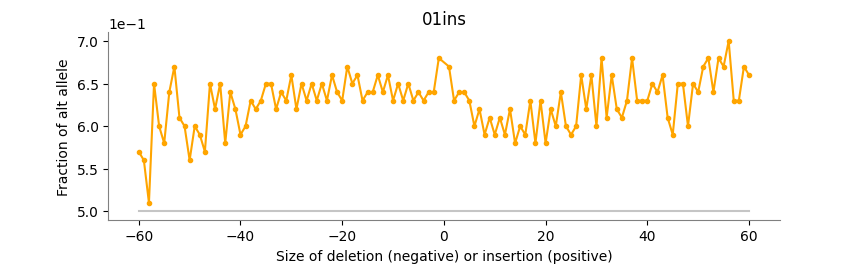 01ins
1e−1
7.0
6.5
6.0
5.5
5.0
Fraction of alt allele
−60 −40 −20 0 20 40 60
Size of deletion (negative) or insertion (positive)